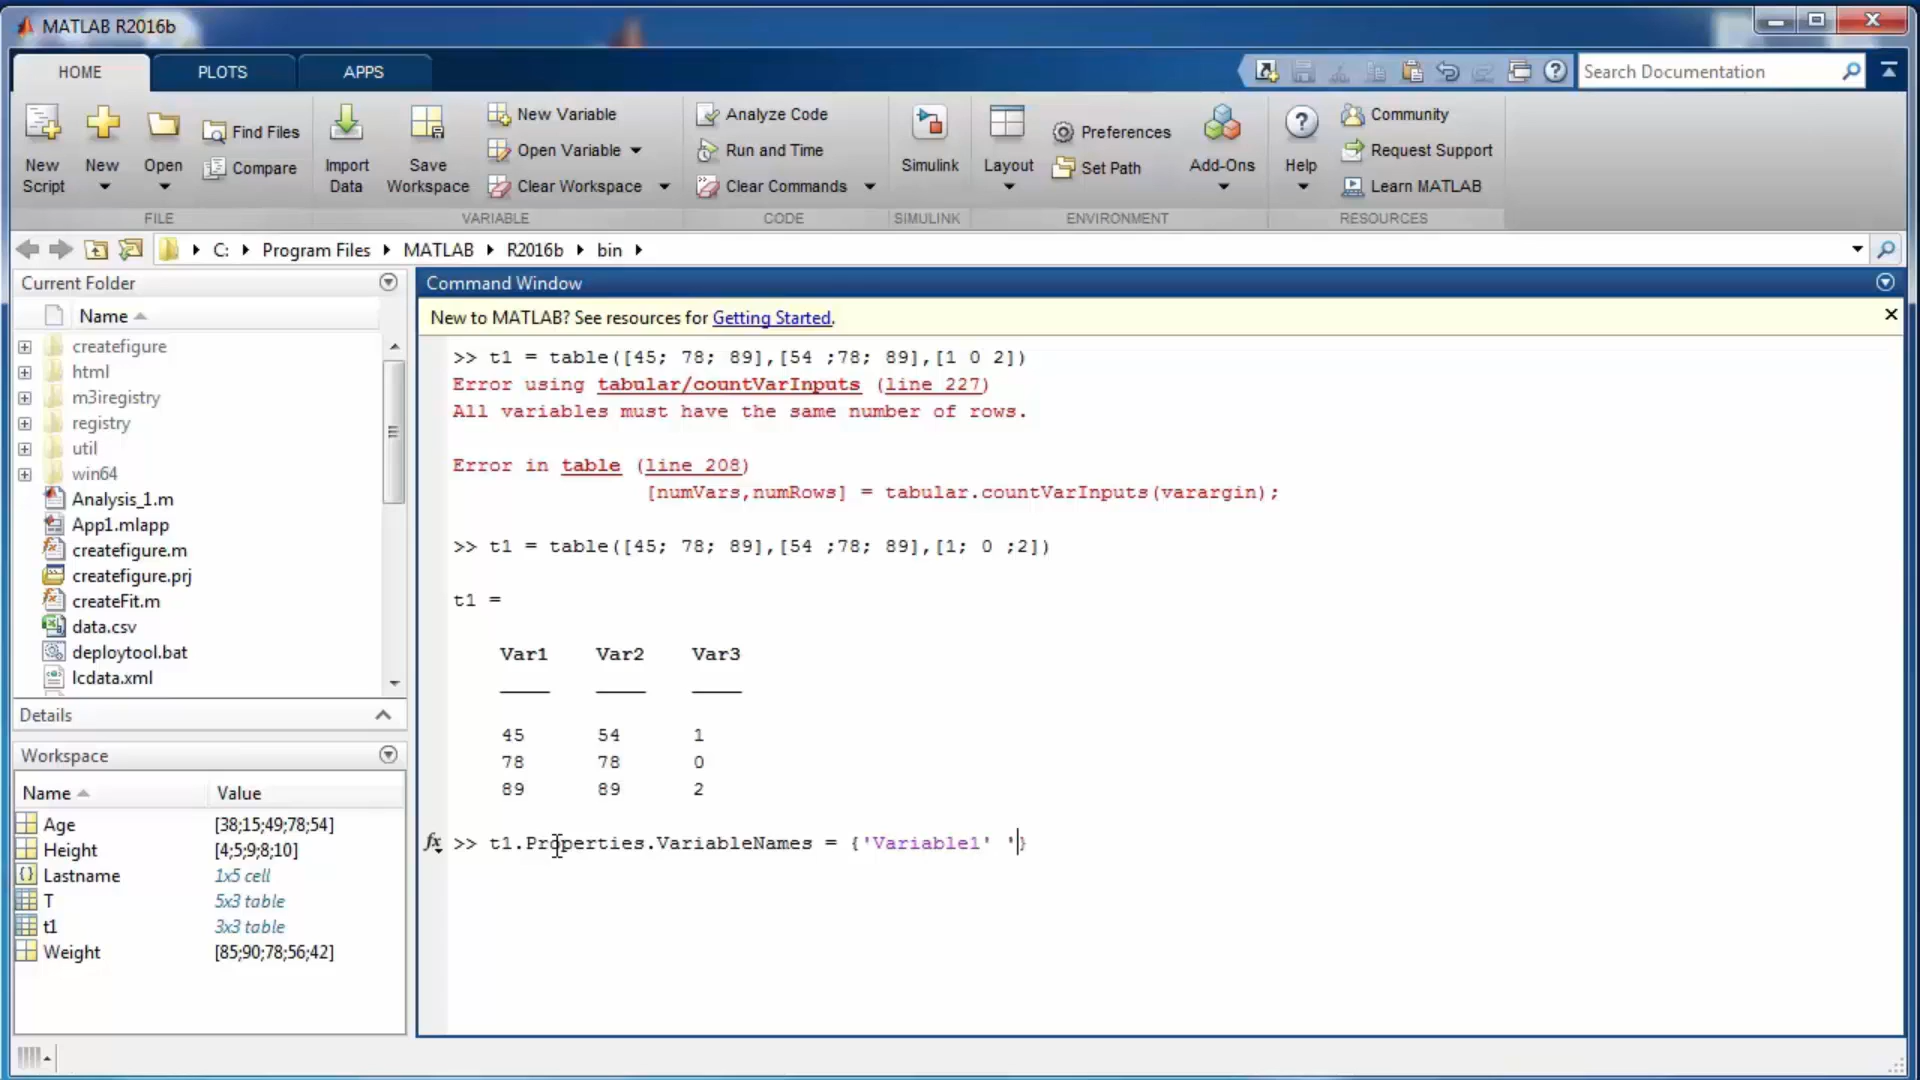 MATLAB R2016b
HOME PLOTS APPS
Search Documentation
New Script
New
Open
Find Files
Compare
Import Data
Save Workspace
New Variable
Open Variable
Clear Workspace
Analyze Code
Run and Time
Clear Commands
Simulink
Layout
Preferences
Set Path
Add-Ons
Help
Community
Request Support
Learn MATLAB
FILE VARIABLE CODE SIMULINK ENVIRONMENT RESOURCES
C: Program Files MATLAB R2016b bin
Current Folder
Name
createfigure
html
m3iregistry
registry
util
win64
Analysis_1.m
App1.mlapp
createfigure.m
createfigure.prj
createFit.m
data.csv
deploytool.bat
lcdata.xml
Details
Workspace
Name Value
Age [38;15;49;78;54]
Height [4;5;9;8;10]
Lastname 1x5 cell
T 5x3 table
t1 3x3 table
Weight [85;90;78;56;42]
Command Window
New to MATLAB? See resources for Getting Started.
>> t1 = table([45; 78; 89],[54 ;78; 89],[1 0 2])
Error using tabular/countVarInputs (line 227)
All variables must have the same number of rows.
Error in table (line 208)
[numVars,numRows] = tabular.countVarInputs(varargin);
>> t1 = table([45; 78; 89],[54 ;78; 89],[1; 0 ;2])
t1 =
Var1 Var2 Var3
45 54 1
78 78 0
89 89 2
fx >> t1.Properties.VariableNames = {'Variable1' '}